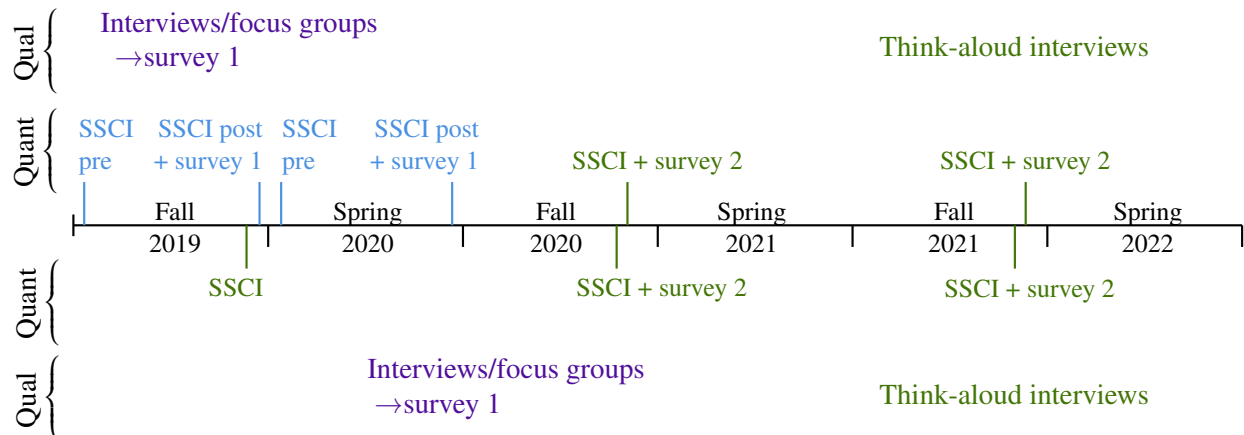 Qual
Interviews/focus groups
→survey 1
Think-aloud interviews
Quant
SSCI
pre
SSCI post
+ survey 1
SSCI
pre
SSCI post
+ survey 1
SSCI + survey 2
SSCI + survey 2
Fall
2019
Spring
2020
Fall
2020
Spring
2021
Fall
2021
Spring
2022
Quant
SSCI
SSCI + survey 2
SSCI + survey 2
Qual
Interviews/focus groups
→survey 1
Think-aloud interviews